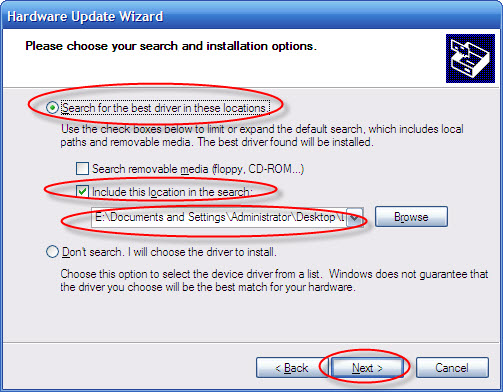 Hardware Update Wizard
Please choose your search and installation options.
Search for the best driver in these locations.
Use the check boxes below to limit or expand the default search, which includes local
paths and removable media. The best driver found will be installed.
Search removable media (floppy, CD-ROM...)
Include this location in the search:
E:\Documents and Settings\Administrator\Desktop\t
Browse
Don't search. I will choose the driver to install.
Choose this option to select the device driver from a list. Windows does not guarantee that
the driver you choose will be the best match for your hardware.
< Back
Next >
Cancel